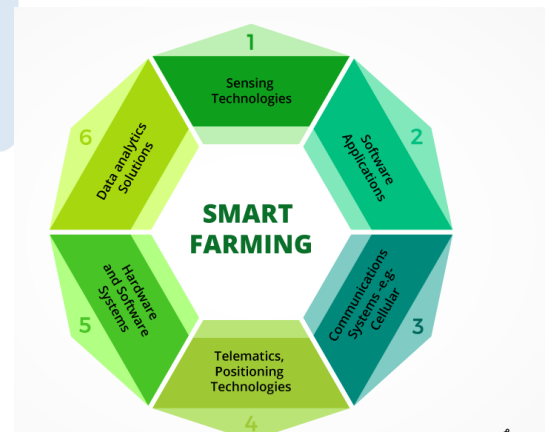 1
Sensing
Technologies
2
Software
Applications
3
Communications
Systems -e.g-
Cellular
4
Telematics,
Positioning
Technologies
5
Hardware
and Software
Systems
6
Data analytics
Solutions
SMART
FARMING